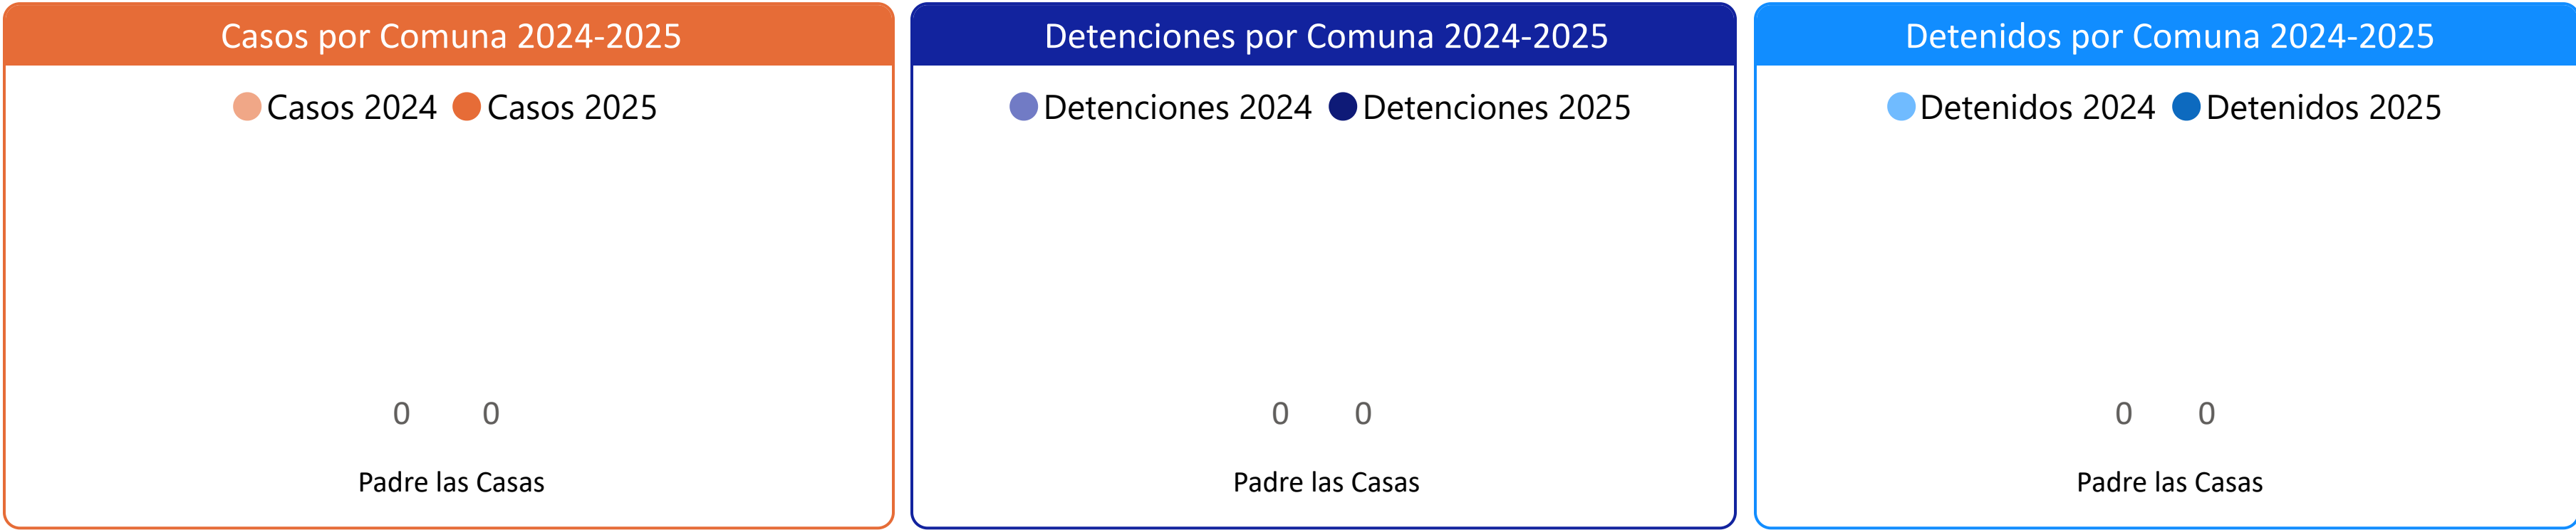 Casos por Comuna 2024-2025
Casos 2024 Casos 2025
0 0
Padre las Casas
Detenciones por Comuna 2024-2025
Detenciones 2024 Detenciones 2025
0 0
Padre las Casas
Detenidos por Comuna 2024-2025
Detenidos 2024 Detenidos 2025
0 0
Padre las Casas